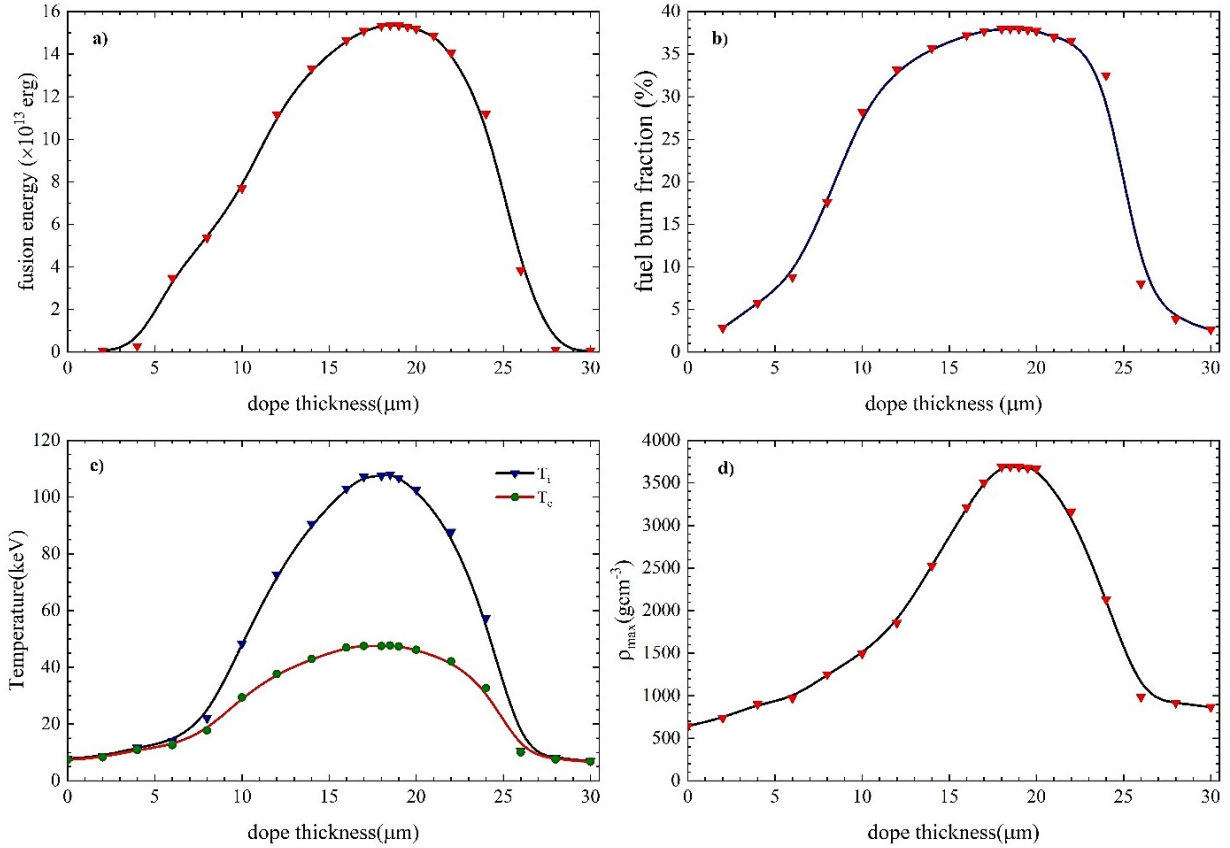 a)
fusion energy (×10¹³ erg)
16
14
12
10
8
6
4
2
0
0 5 10 15 20 25 30
dope thickness(μm)
b)
fuel burn fraction (%)
40
35
30
25
20
15
10
5
0
0 5 10 15 20 25 30
dope thickness (μm)
c)
Tᵢ
Tₑ
Temperature(keV)
120
100
80
60
40
20
0
0 5 10 15 20 25 30
dope thickness(μm)
d)
ρmax(gcm⁻³)
4000
3500
3000
2500
2000
1500
1000
500
0
0 5 10 15 20 25 30
dope thickness(μm)